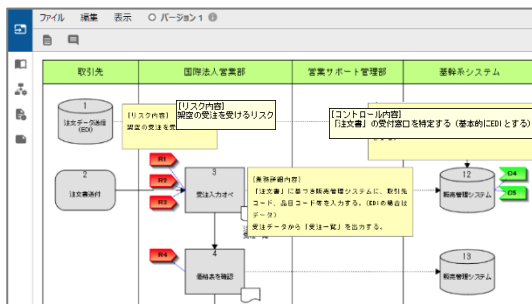 ファイル 編集 表示 バージョン1
取引先 国際法人営業部 営業サポート管理部 基幹系システム
1
注文データ送信
(EDI)
[リスク内容]
架空の受注を受
[リスク内容]
架空の受注を受けるリスク
[コントロール内容]
「注文書」の受付窓口を特定する（基本的にEDIとする）
2
注文書送付
R1
R2
R3
3
受注入力オペ
[業務詳細内容]
「注文書」に基づき販売管理システムに、取引先
コード、品目コード等を入力する。（EDIの場合は
データ）
受注データから「受注一覧」を出力する。
12
販売管理システム
C4
C5
R4
4
価格表を確認
13
販売管理システム